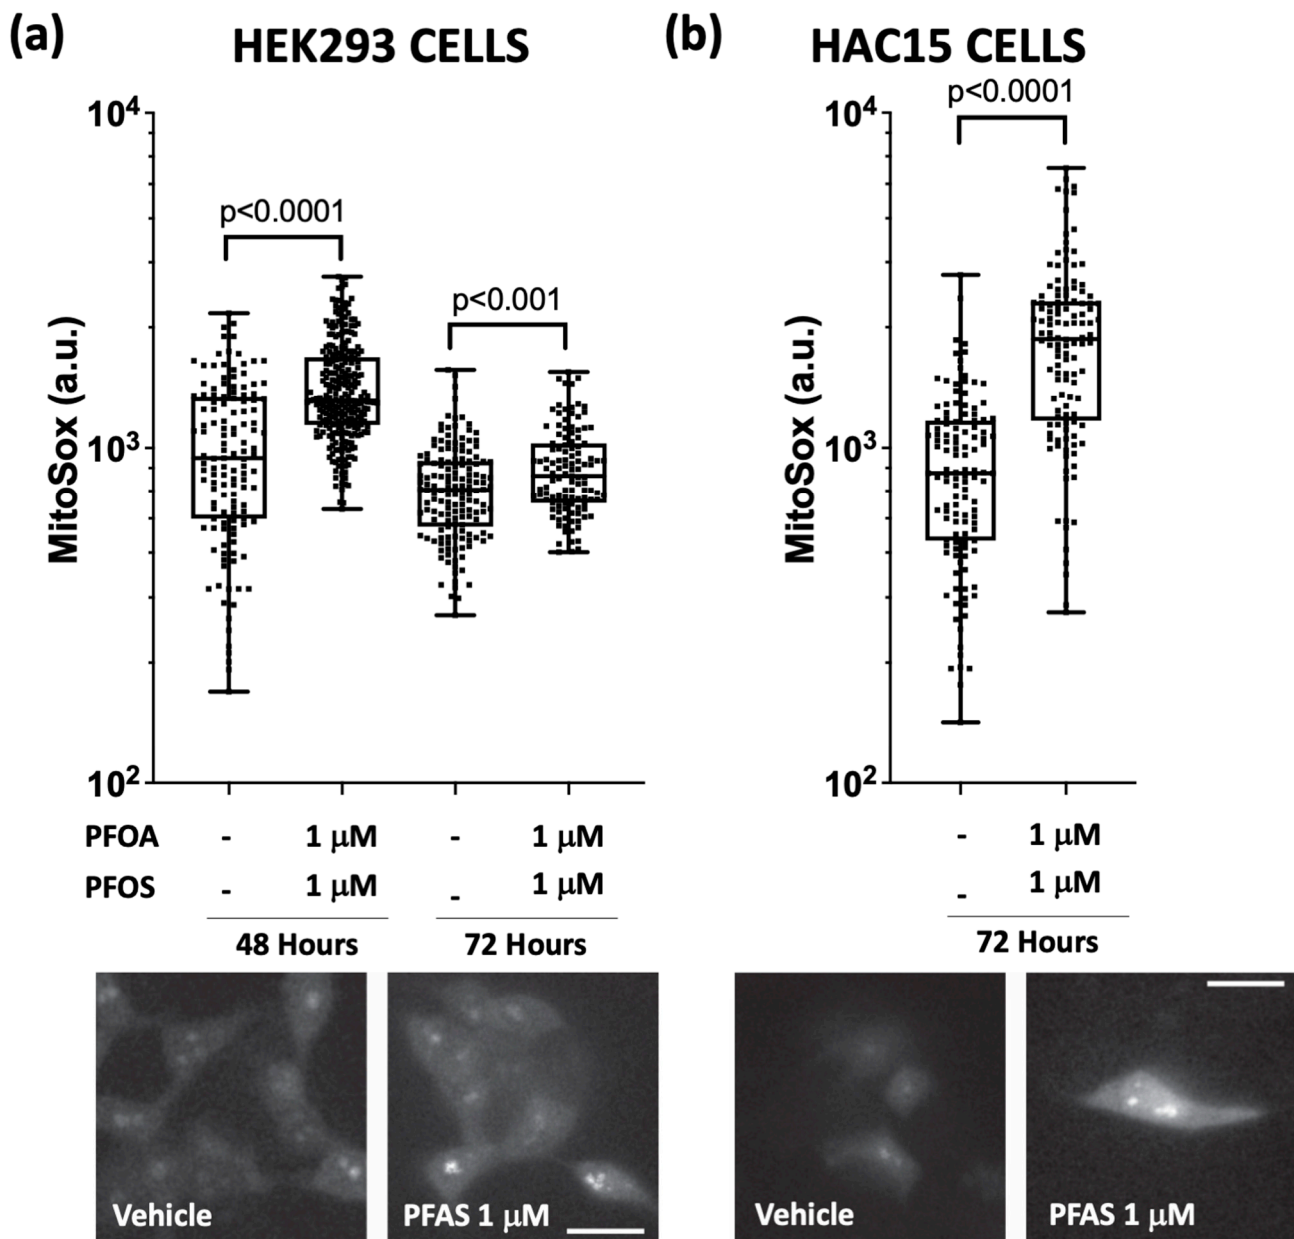 (a)
HEK293 CELLS
10⁴
p<0.0001
p<0.001
MitoSox (a.u.)
10³
10²
PFOA - 1 μM - 1 μM
PFOS - 1 μM - 1 μM
48 Hours 72 Hours
Vehicle
PFAS 1 μM
(b)
HAC15 CELLS
p<0.0001
10⁴
MitoSox (a.u.)
10³
10²
- 1 μM
- 1 μM
72 Hours
Vehicle
PFAS 1 μM